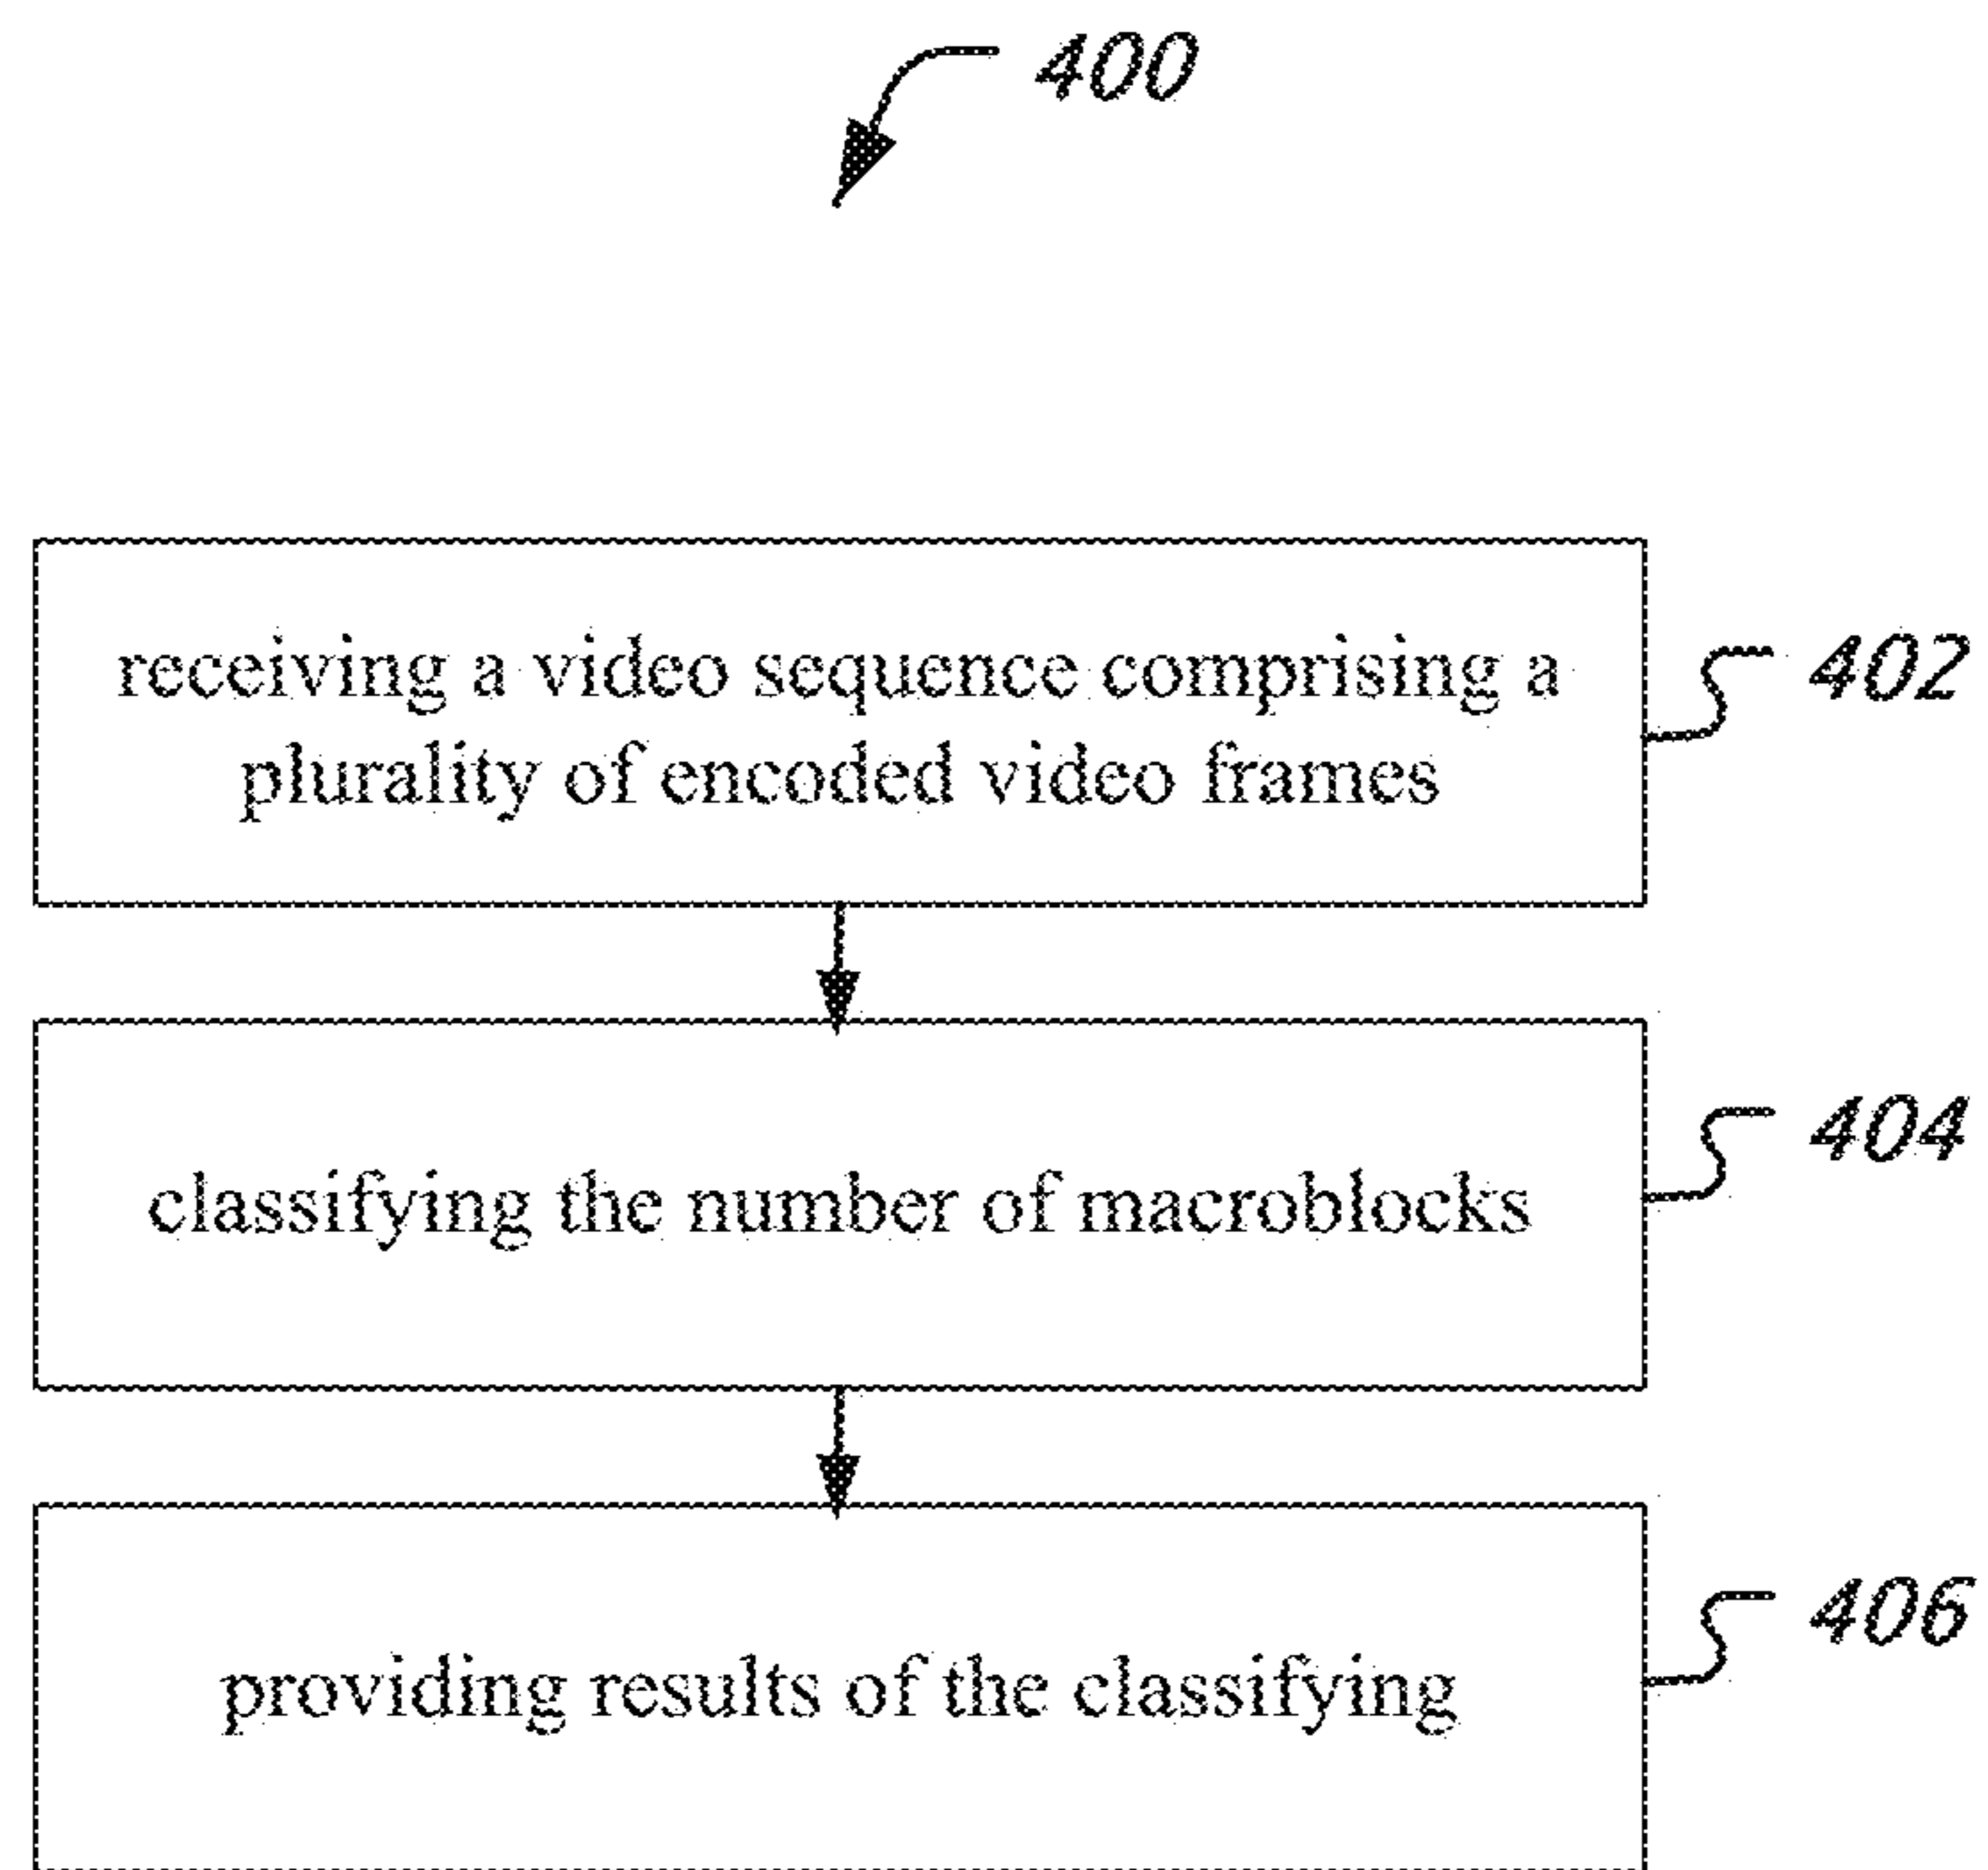 400
receiving a video sequence comprising a
plurality of encoded video frames
402
classifying the number of macroblocks
404
providing results of the classifying
406